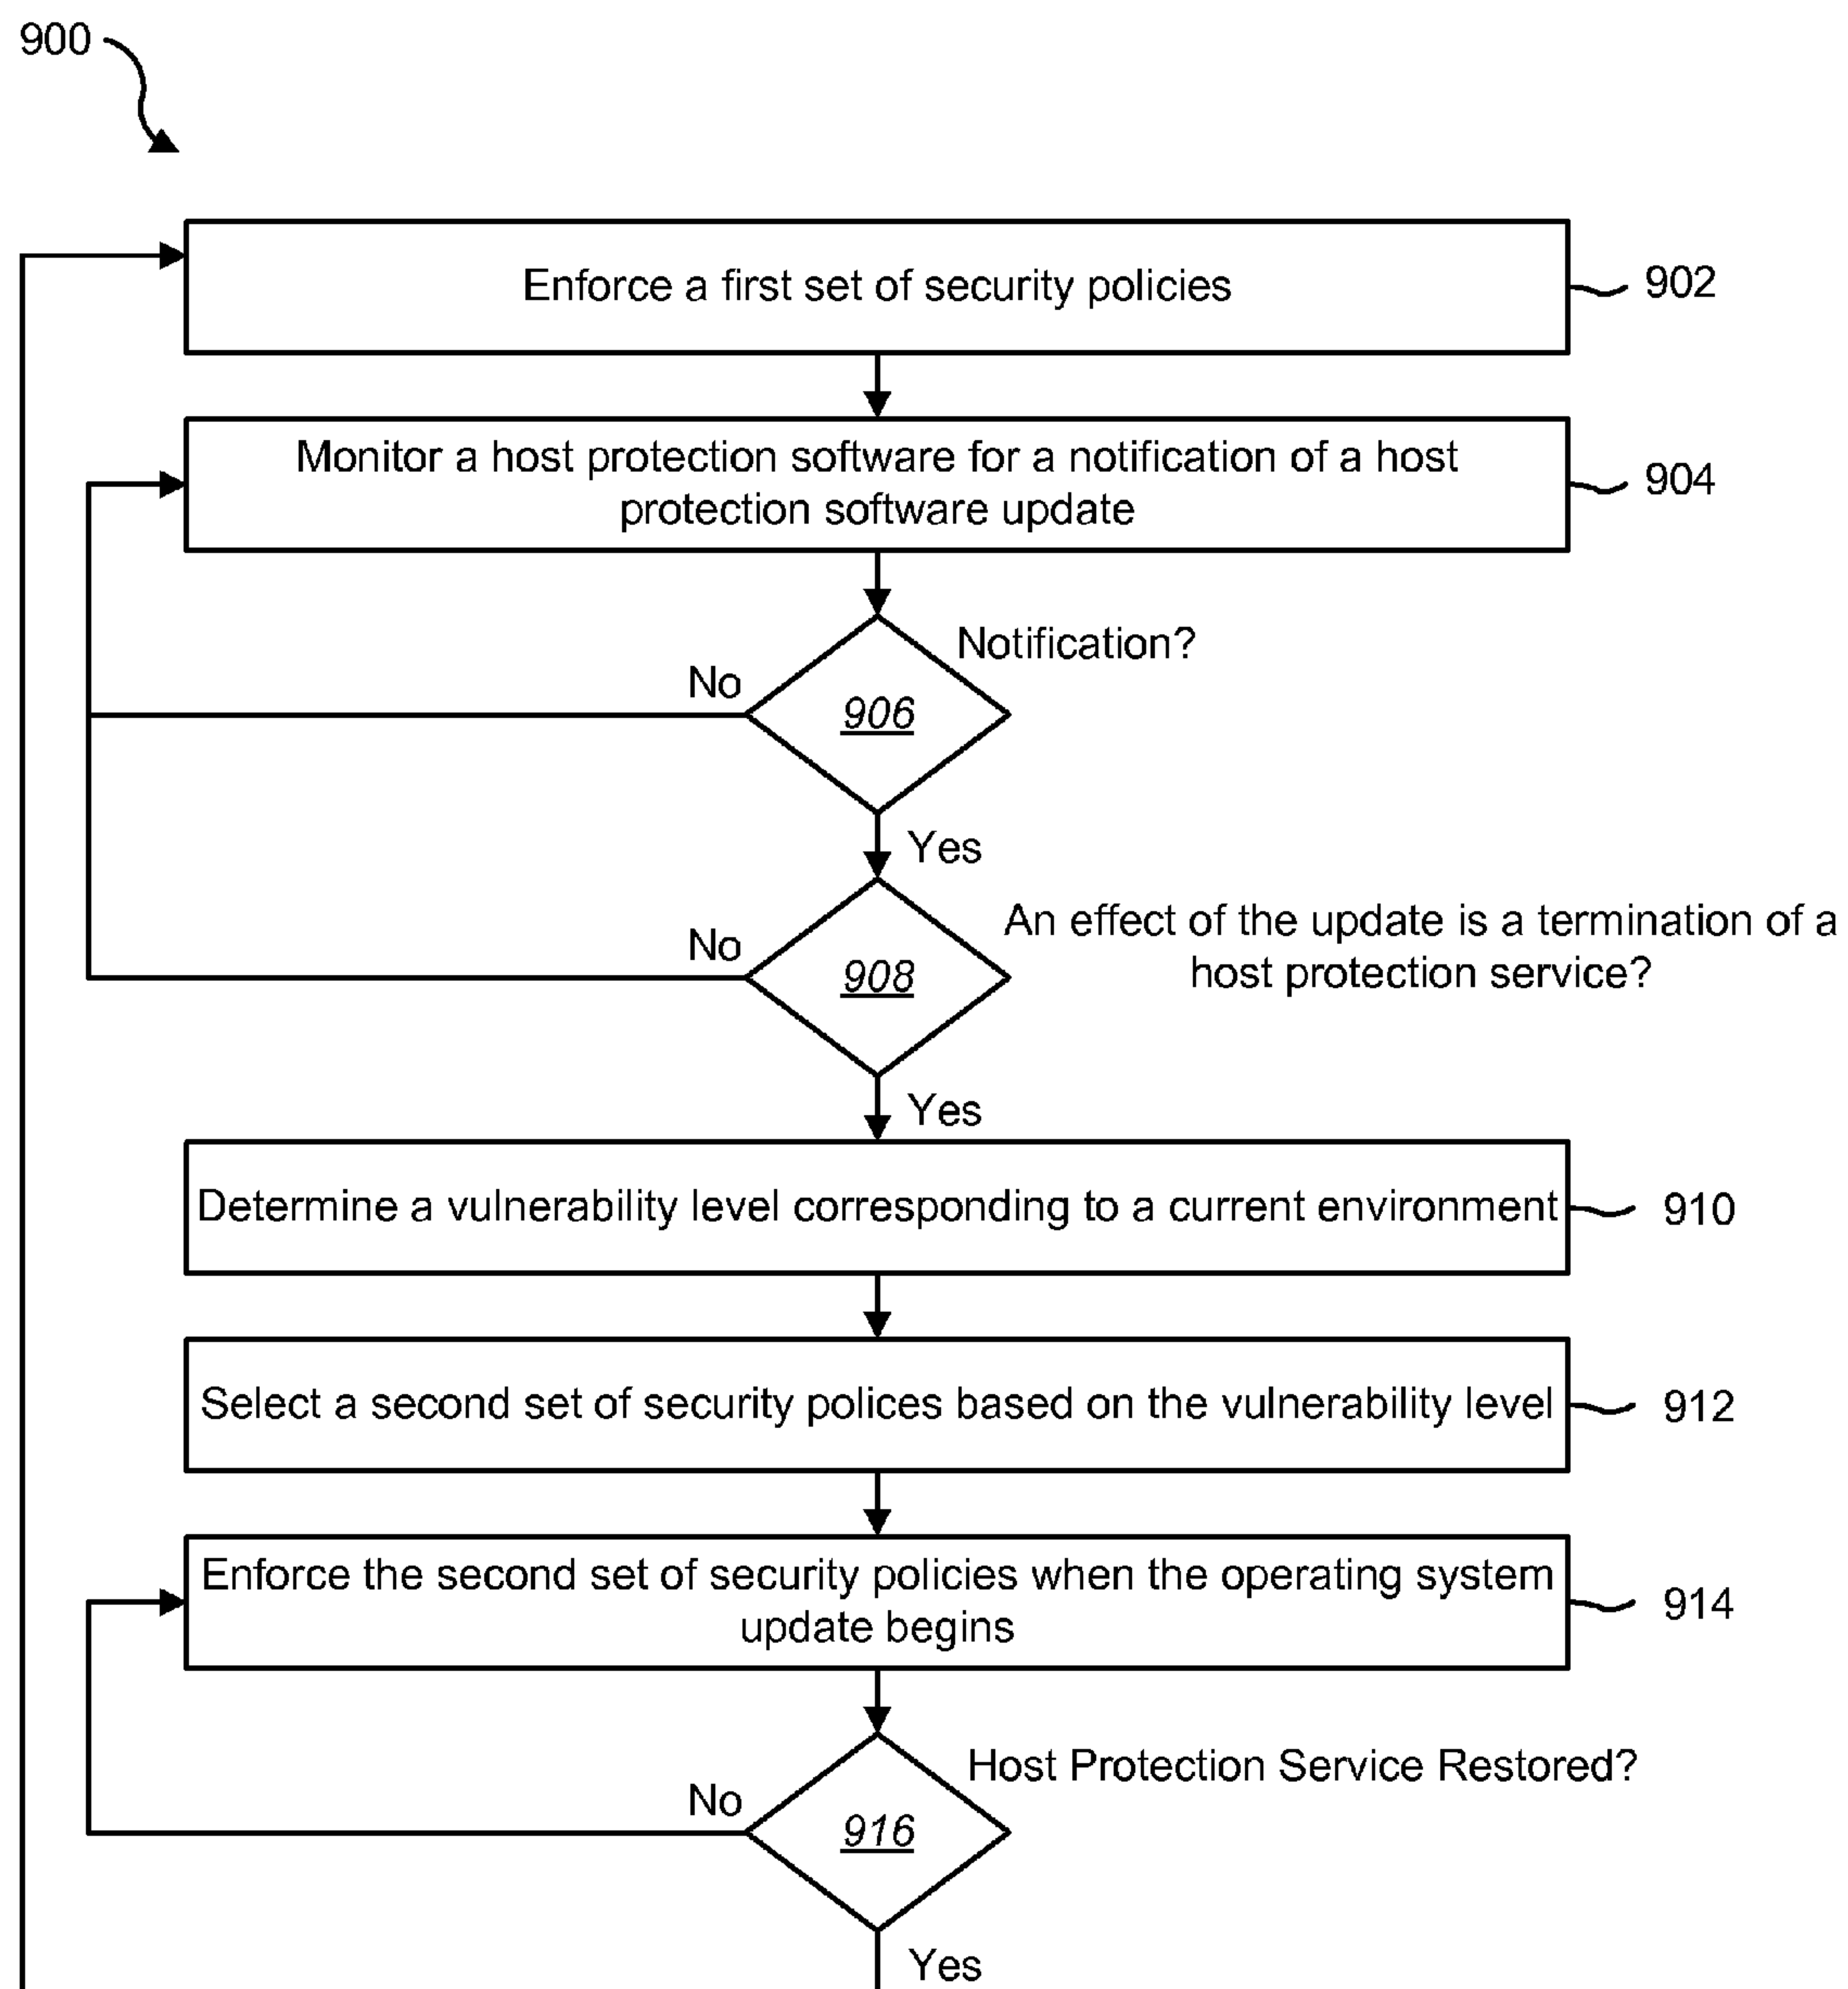 900
Enforce a first set of security policies
902
Monitor a host protection software for a notification of a host
protection software update
904
Notification?
No
906
Yes
An effect of the update is a termination of a
host protection service?
No
908
Yes
Determine a vulnerability level corresponding to a current environment
910
Select a second set of security polices based on the vulnerability level
912
Enforce the second set of security policies when the operating system
update begins
914
Host Protection Service Restored?
No
916
Yes